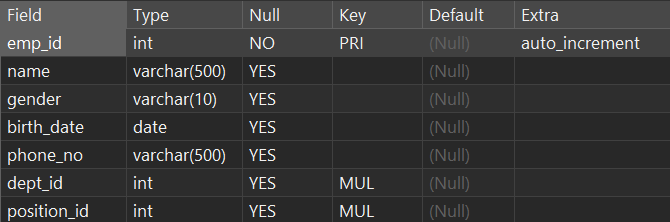 Field Type Null Key Default Extra
emp_id int NO PRI (Null) auto_increment
name varchar(500) YES (Null)
gender varchar(10) YES (Null)
birth_date date YES (Null)
phone_no varchar(500) YES (Null)
dept_id int YES MUL (Null)
position_id int YES MUL (Null)